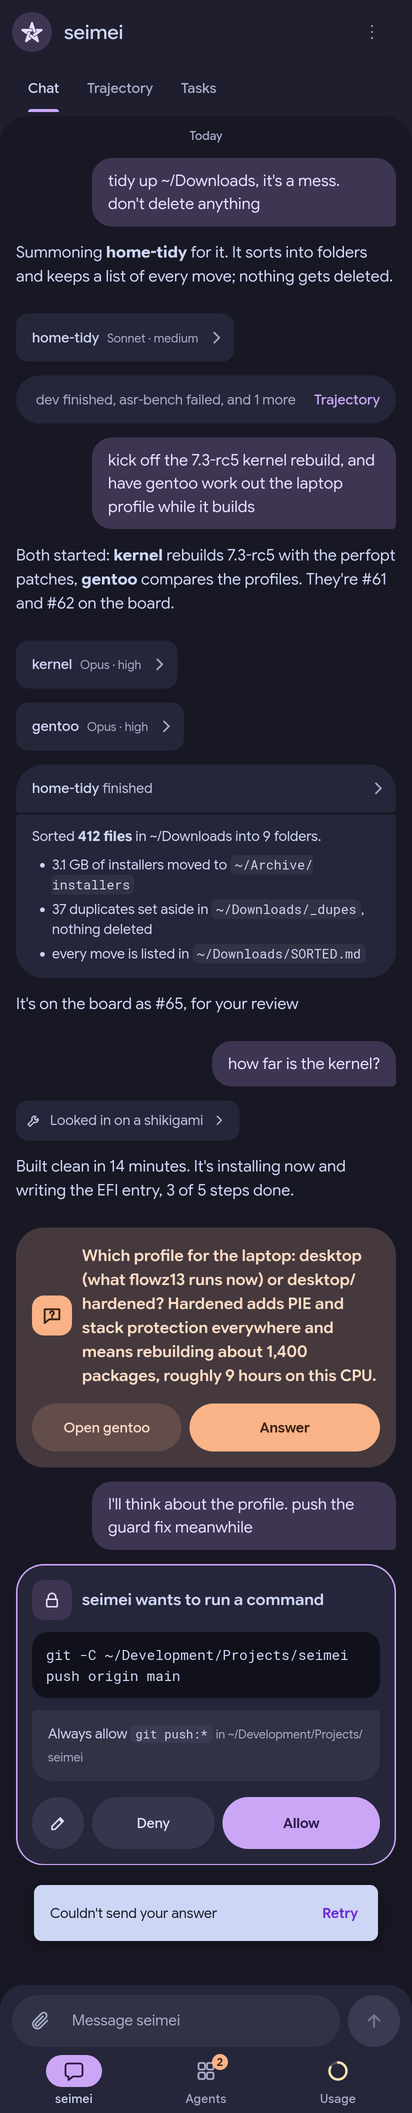 seimei
Chat
Trajectory
Tasks
Today
tidy up ~/Downloads, it's a mess.
don't delete anything
Summoning home-tidy for it. It sorts into folders
and keeps a list of every move; nothing gets deleted.
home-tidy Sonnet · medium
dev finished, asr-bench failed, and 1 more
Trajectory
kick off the 7.3-rc5 kernel rebuild, and
have gentoo work out the laptop
profile while it builds
Both started: kernel rebuilds 7.3-rc5 with the perfopt
patches, gentoo compares the profiles. They're #61
and #62 on the board.
kernel Opus · high
gentoo Opus · high
home-tidy finished
Sorted 412 files in ~/Downloads into 9 folders.
• 3.1 GB of installers moved to ~/Archive/
installers
• 37 duplicates set aside in ~/Downloads/_dupes,
nothing deleted
• every move is listed in ~/Downloads/SORTED.md
It's on the board as #65, for your review
how far is the kernel?
Looked in on a shikigami
Built clean in 14 minutes. It's installing now and
writing the EFI entry, 3 of 5 steps done.
Which profile for the laptop: desktop
(what flowz13 runs now) or desktop/
hardened? Hardened adds PIE and
stack protection everywhere and
means rebuilding about 1,400
packages, roughly 9 hours on this CPU.
Open gentoo
Answer
I'll think about the profile. push the
guard fix meanwhile
seimei wants to run a command
git -C ~/Development/Projects/seimei
push origin main
Always allow git push:* in ~/Development/Projects/
seimei
Deny
Allow
Couldn't send your answer
Retry
Message seimei
2
seimei
Agents
Usage